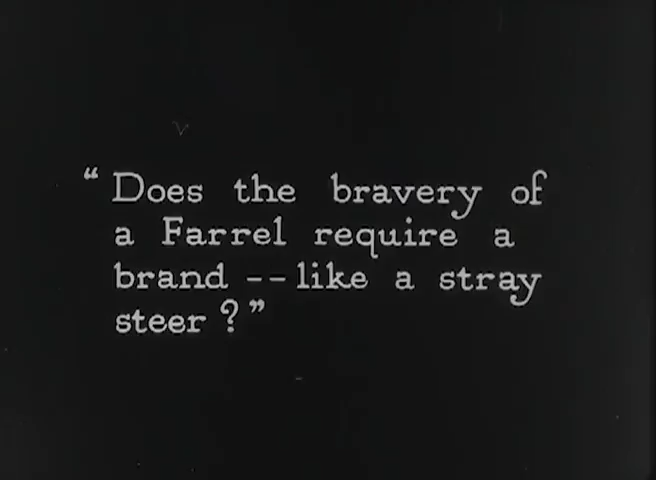 “Does the bravery of
a Farrel require a
brand -- like a stray
steer?”